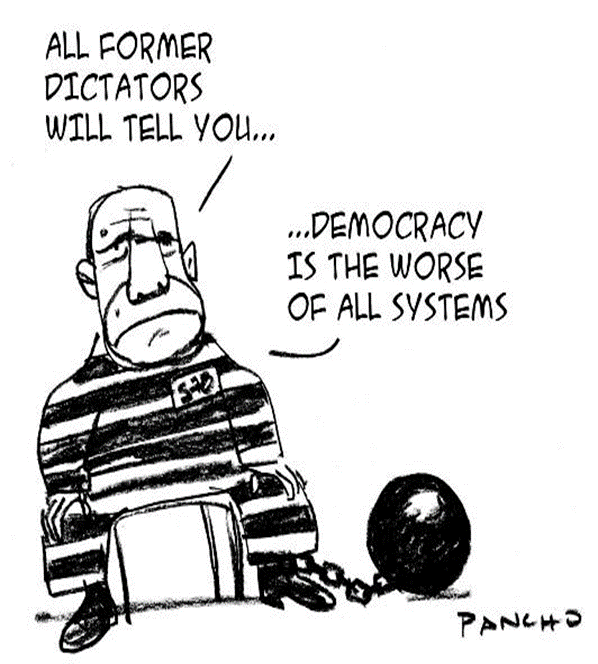 ALL FORMER
DICTATORS
WILL TELL YOU...
...DEMOCRACY
IS THE WORSE
OF ALL SYSTEMS
PANCHO